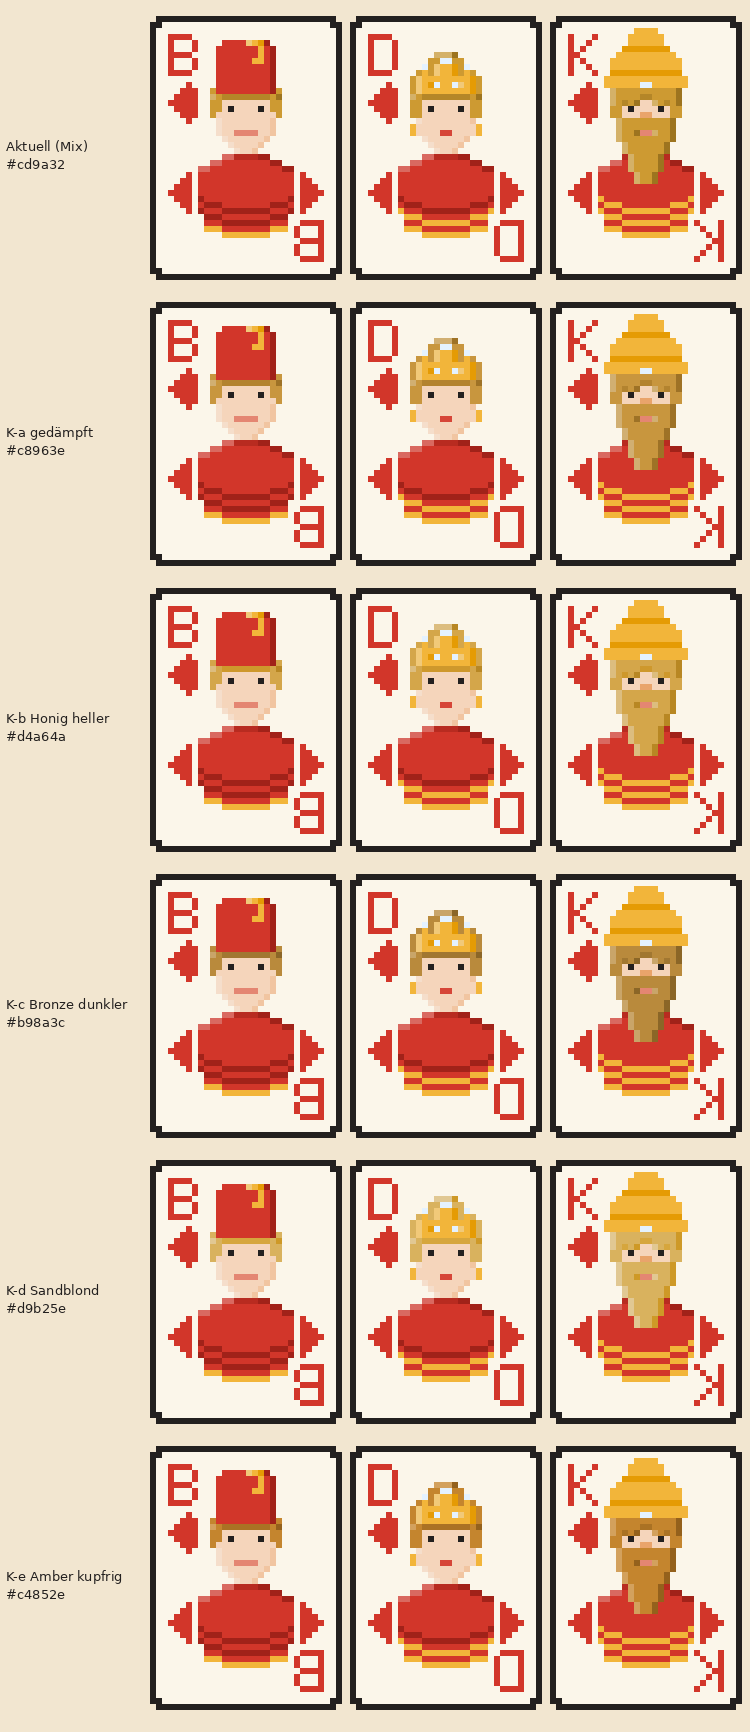 B D K
Aktuell (Mix)
#cd9a32
B D K
B D K
K-a gedämpft
#c8963e
B D K
B D K
K-b Honig heller
#d4a64a
B D K
B D K
K-c Bronze dunkler
#b98a3c
B D K
B D K
K-d Sandblond
#d9b25e
B D K
B D K
K-e Amber kupfrig
#c4852e
B D K